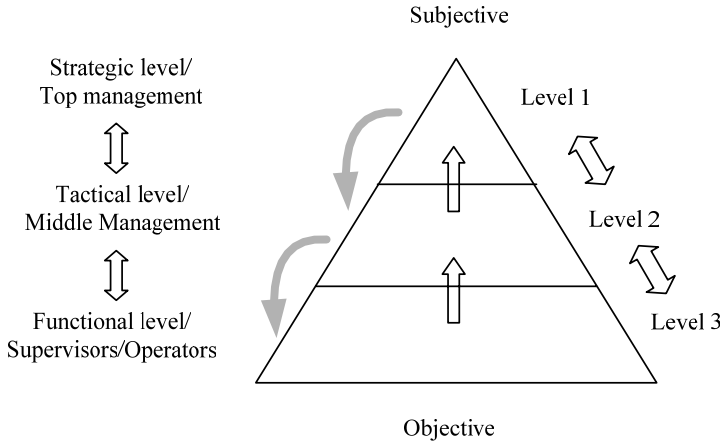 Subjective
Strategic level/
Top management
Level 1
Tactical level/
Middle Management
Level 2
Functional level/
Supervisors/Operators
Level 3
Objective